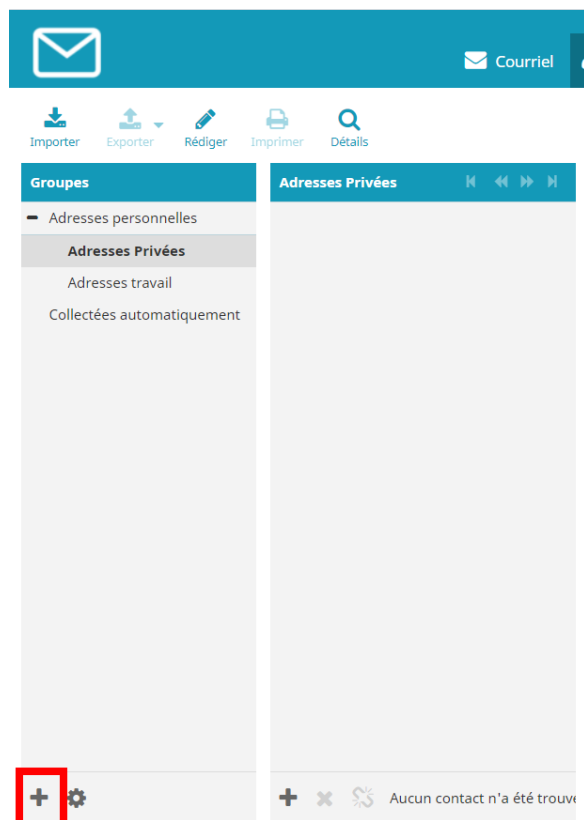 Courriel
Importer Exporter Rédiger Imprimer Détails
Groupes
Adresses personnelles
Adresses Privées
Adresses travail
Collectées automatiquement
Adresses Privées
Aucun contact n'a été trouvé